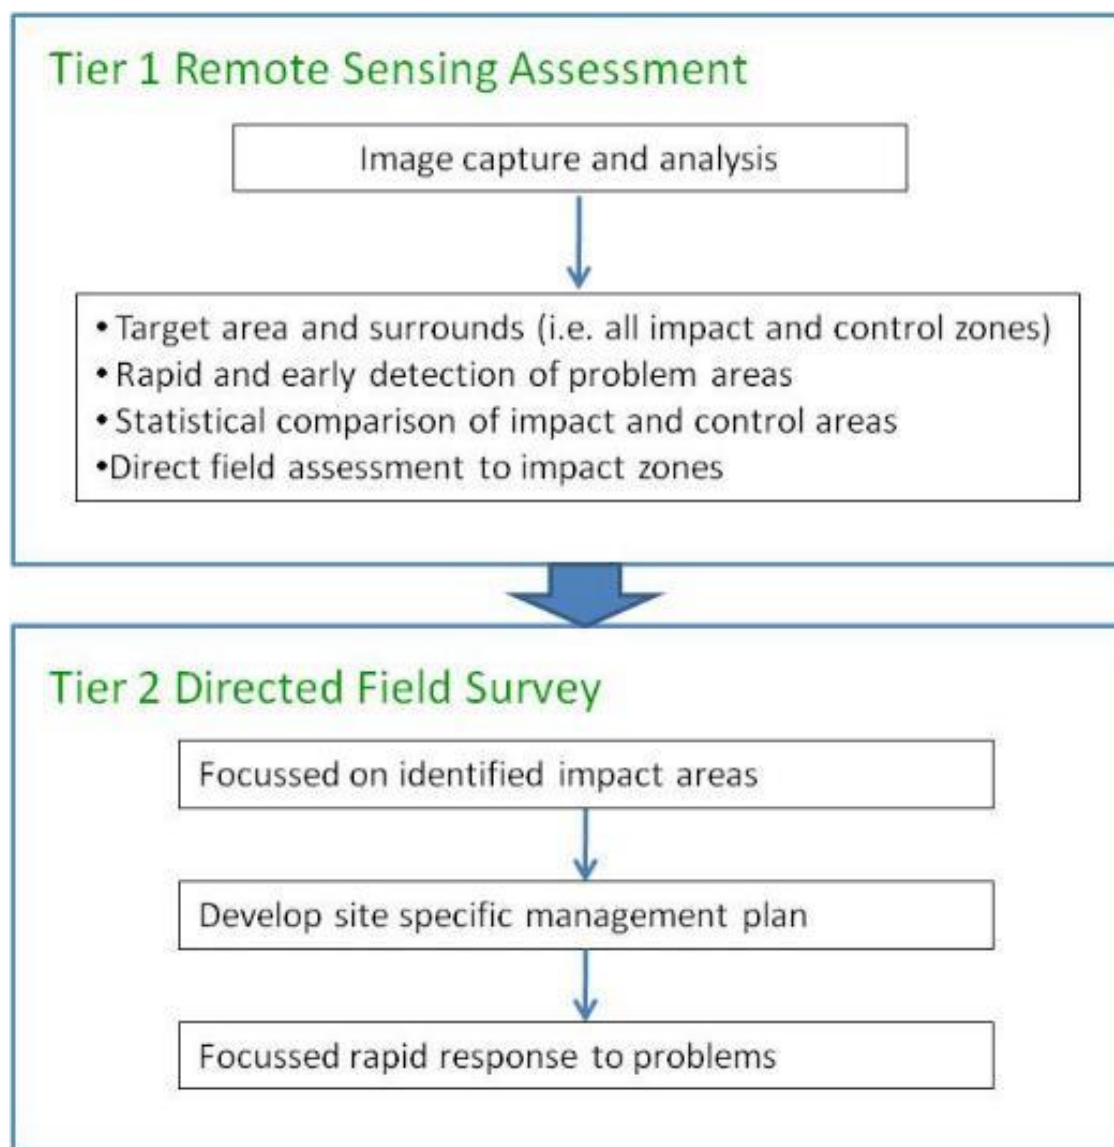 Tier 1 Remote Sensing Assessment
Image capture and analysis
• Target area and surrounds (i.e. all impact and control zones)
• Rapid and early detection of problem areas
• Statistical comparison of impact and control areas
•Direct field assessment to impact zones
Tier 2 Directed Field Survey
Focussed on identified impact areas
Develop site specific management plan
Focussed rapid response to problems